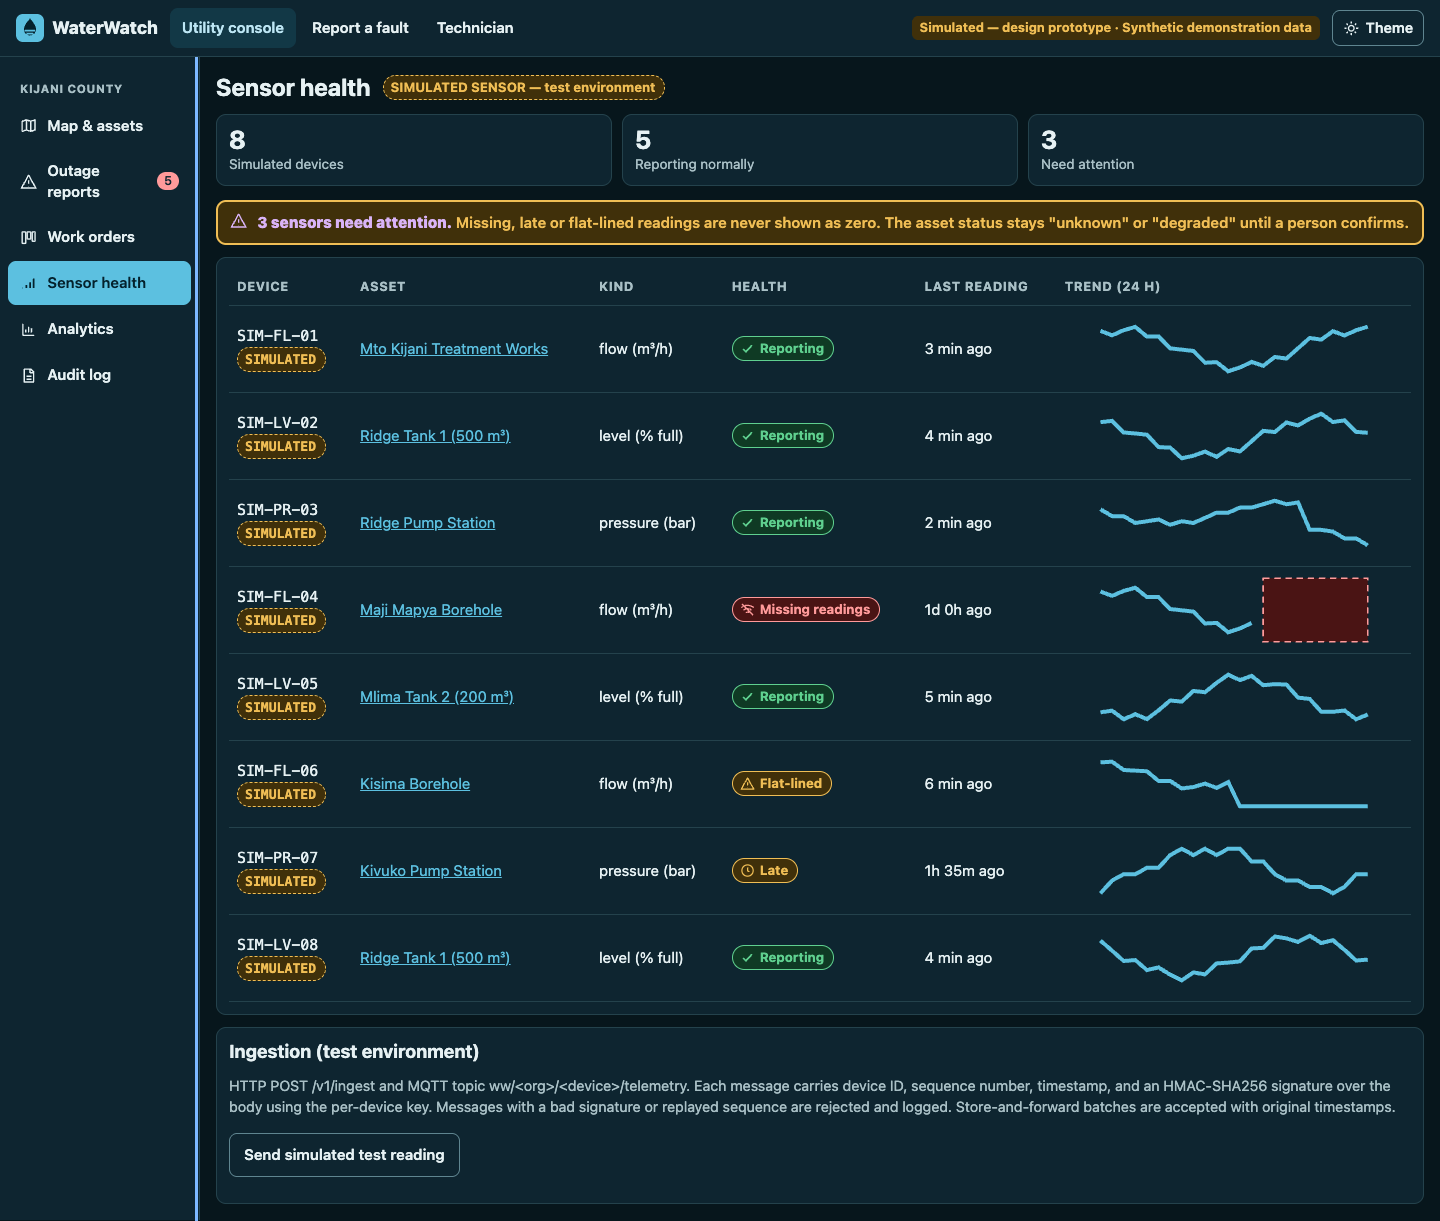 WaterWatch
Utility console
Report a fault
Technician
Simulated — design prototype · Synthetic demonstration data
Theme
KIJANI COUNTY
Map & assets
Outage
reports
5
Work orders
Sensor health
Analytics
Audit log
Sensor health
SIMULATED SENSOR — test environment
8
Simulated devices
5
Reporting normally
3
Need attention
3 sensors need attention. Missing, late or flat-lined readings are never shown as zero. The asset status stays "unknown" or "degraded" until a person confirms.
DEVICE ASSET KIND HEALTH LAST READING TREND (24 H)
SIM-FL-01
SIMULATED
Mto Kijani Treatment Works flow (m³/h) Reporting 3 min ago
SIM-LV-02
SIMULATED
Ridge Tank 1 (500 m³) level (% full) Reporting 4 min ago
SIM-PR-03
SIMULATED
Ridge Pump Station pressure (bar) Reporting 2 min ago
SIM-FL-04
SIMULATED
Maji Mapya Borehole flow (m³/h) Missing readings 1d 0h ago
SIM-LV-05
SIMULATED
Mlima Tank 2 (200 m³) level (% full) Reporting 5 min ago
SIM-FL-06
SIMULATED
Kisima Borehole flow (m³/h) Flat-lined 6 min ago
SIM-PR-07
SIMULATED
Kivuko Pump Station pressure (bar) Late 1h 35m ago
SIM-LV-08
SIMULATED
Ridge Tank 1 (500 m³) level (% full) Reporting 4 min ago
Ingestion (test environment)
HTTP POST /v1/ingest and MQTT topic ww/<org>/<device>/telemetry. Each message carries device ID, sequence number, timestamp, and an HMAC-SHA256 signature over the
body using the per-device key. Messages with a bad signature or replayed sequence are rejected and logged. Store-and-forward batches are accepted with original timestamps.
Send simulated test reading